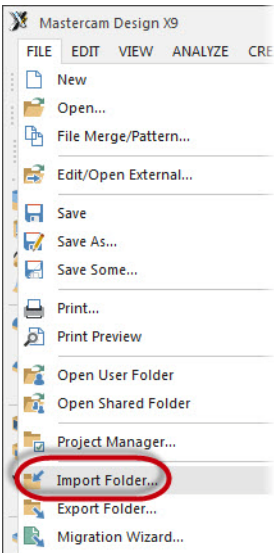 Mastercam Design X9
FILE EDIT VIEW ANALYZE CRE
New
Open...
File Merge/Pattern...
Edit/Open External...
Save
Save As...
Save Some...
Print...
Print Preview
Open User Folder
Open Shared Folder
Project Manager...
Import Folder...
Export Folder...
Migration Wizard...